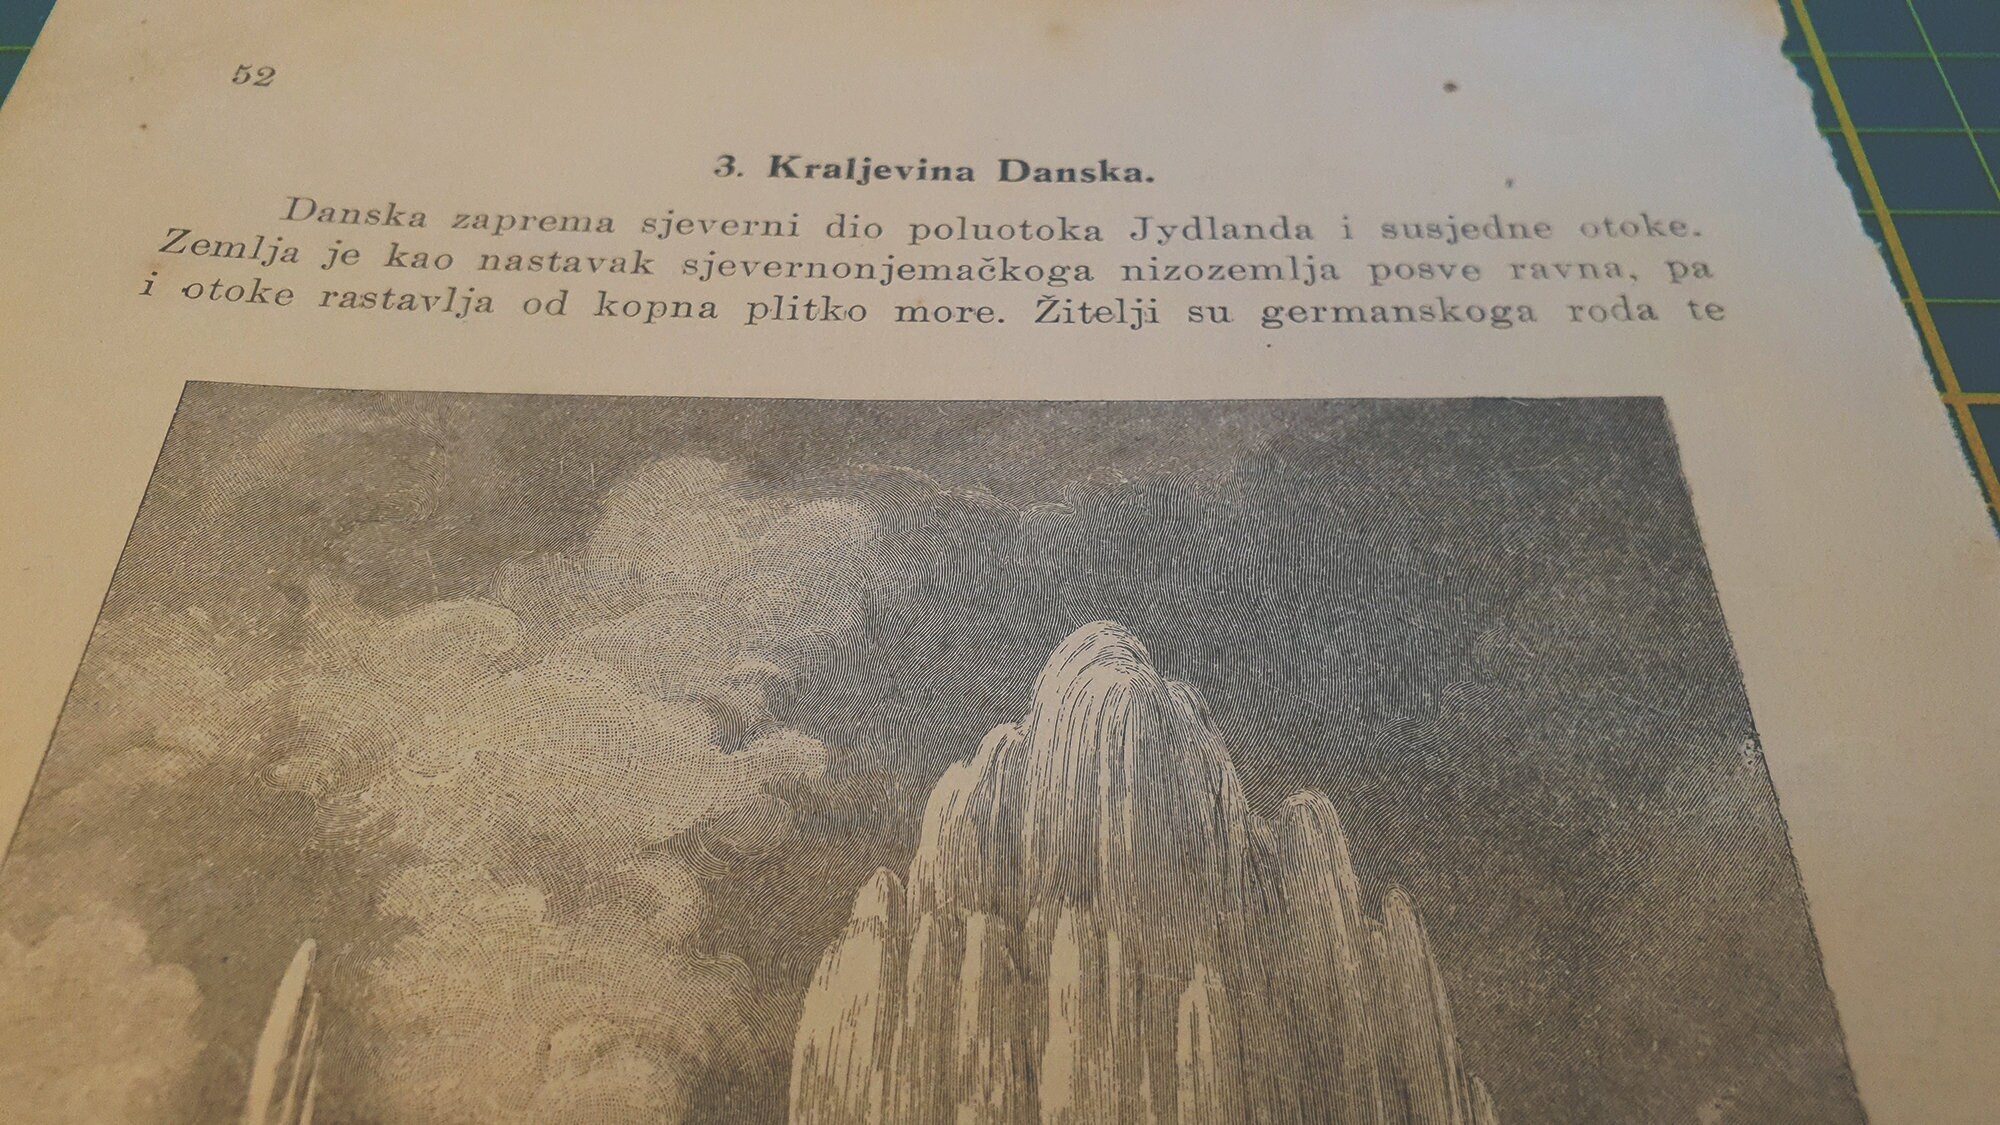 52
3. Kraljevina Danska.
Danska zaprema sjeverni dio poluotoka Jydlanda i susjedne otoke.
Zemlja je kao nastavak sjevernonjemačkoga nizozemlja posve ravna, pa
i otoke rastavlja od kopna plitko more. Žitelji su germanskoga roda te